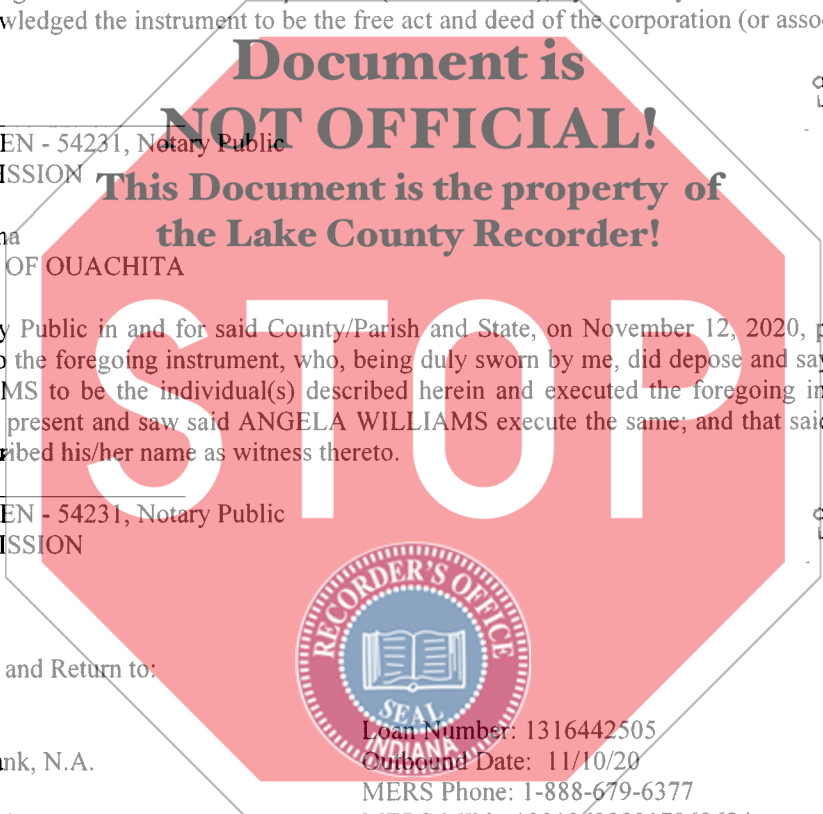 wledged the instrument to be the free act and deed of the corporation (or asso
Document is
NOT OFFICIAL!
EN - 54231, Notary Public
ISSION
This Document is the property of
the Lake County Recorder!
na
OF OUACHITA
STOP
y Public in and for said County/Parish and State, on November 12, 2020, p
o the foregoing instrument, who, being duly sworn by me, did depose and say
MS to be the individual(s) described herein and executed the foregoing in
present and saw said ANGELA WILLIAMS execute the same; and that said
ribed his/her name as witness thereto.
EN - 54231, Notary Public
ISSION
RECORDER'S OFFICE
SEAL
INDIANA
and Return to:
Loan Number: 1316442505
ank, N.A.
Outbound Date: 11/10/20
MERS Phone: 1-888-679-6377